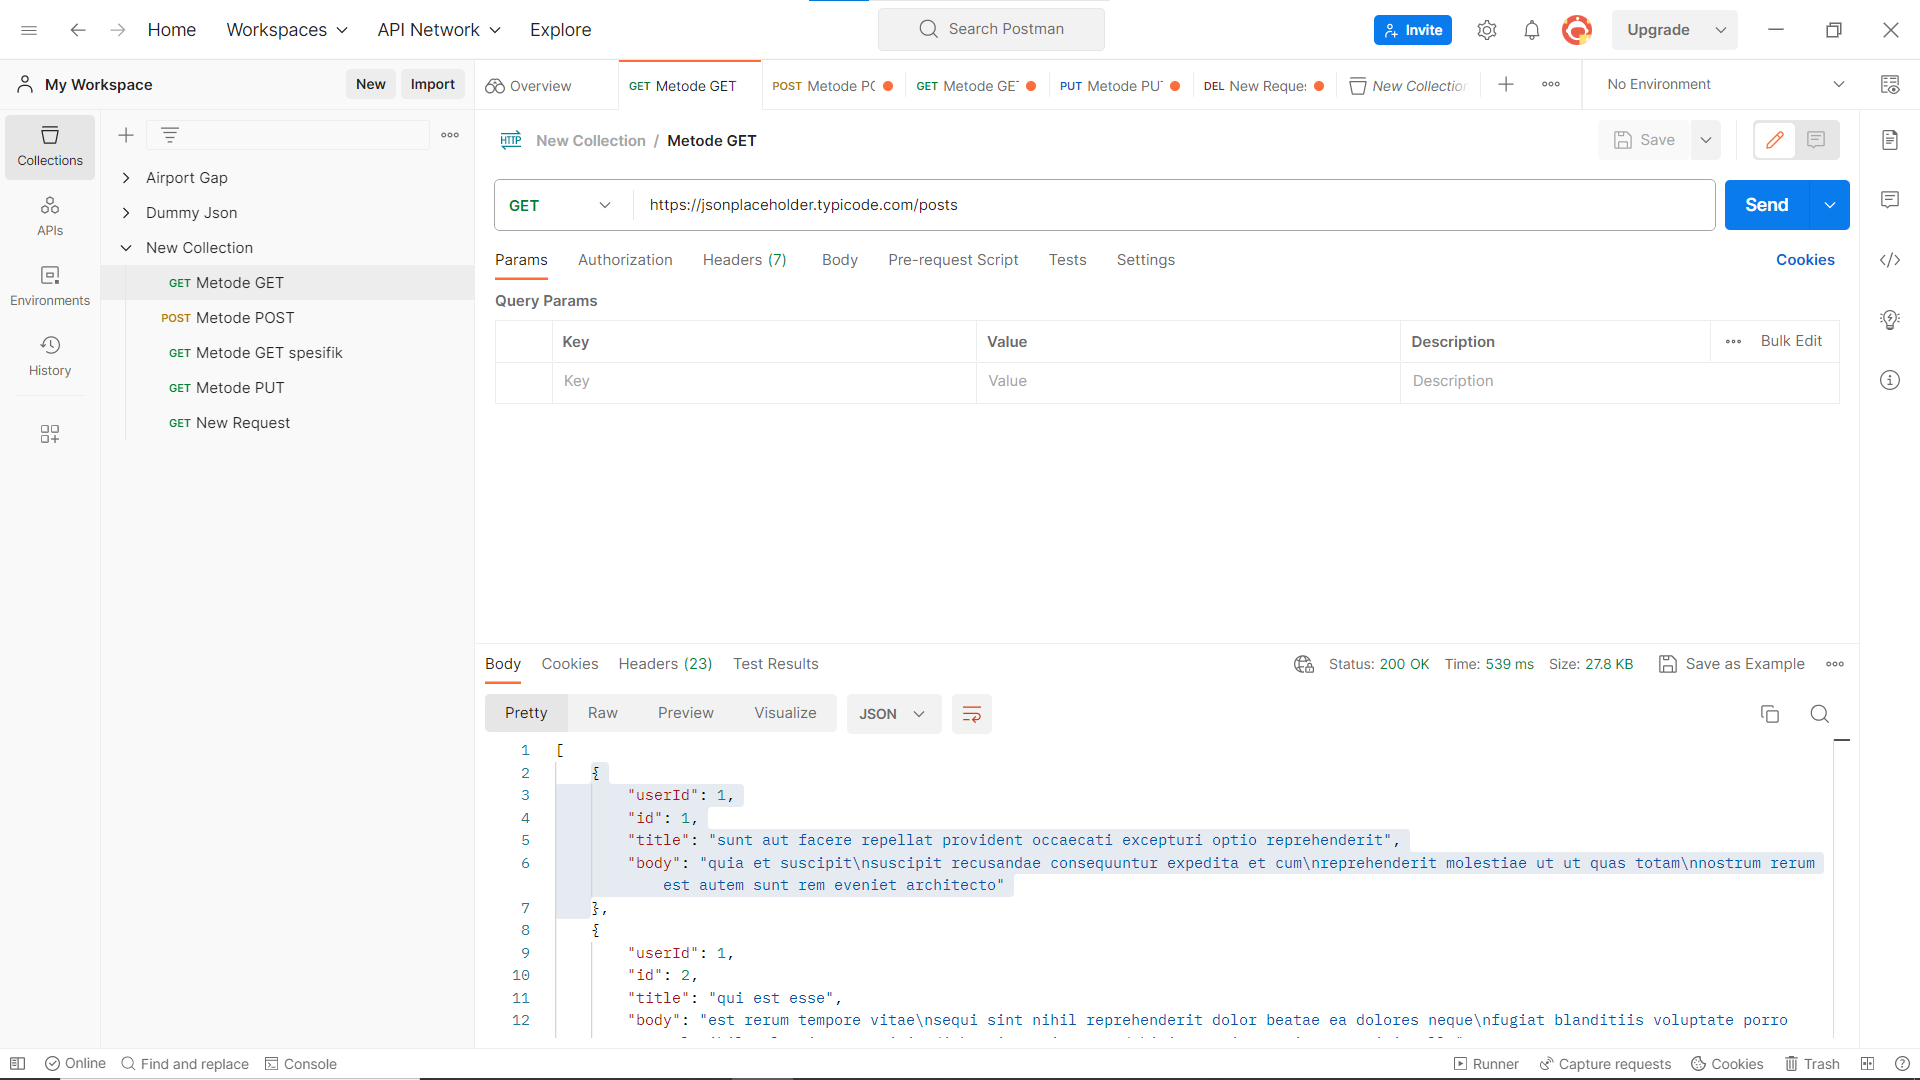 Home Workspaces API Network Explore Search Postman Invite Upgrade
My Workspace New Import Overview GET Metode GET POST Metode PO GET Metode GE PUT Metode PU DEL New Reque New Collection No Environment
Collections
APIs
Environments
History
Airport Gap
Dummy Json
New Collection
GET Metode GET
POST Metode POST
GET Metode GET spesifik
GET Metode PUT
GET New Request
HTTP New Collection / Metode GET Save
GET https://jsonplaceholder.typicode.com/posts Send
Params Authorization Headers (7) Body Pre-request Script Tests Settings Cookies
Query Params
Key Value Description Bulk Edit
Key Value Description
Body Cookies Headers (23) Test Results Status: 200 OK Time: 539 ms Size: 27.8 KB Save as Example
Pretty Raw Preview Visualize JSON
1 [
2 {
3 "userId": 1,
4 "id": 1,
5 "title": "sunt aut facere repellat provident occaecati excepturi optio reprehenderit",
6 "body": "quia et suscipit\nsuscipit recusandae consequuntur expedita et cum\nreprehenderit molestiae ut ut quas totam\nnostrum rerum
est autem sunt rem eveniet architecto"
7 },
8 {
9 "userId": 1,
10 "id": 2,
11 "title": "qui est esse",
12 "body": "est rerum tempore vitae\nsequi sint nihil reprehenderit dolor beatae ea dolores neque\nfugiat blanditiis voluptate porro
Online Find and replace Console Runner Capture requests Cookies Trash